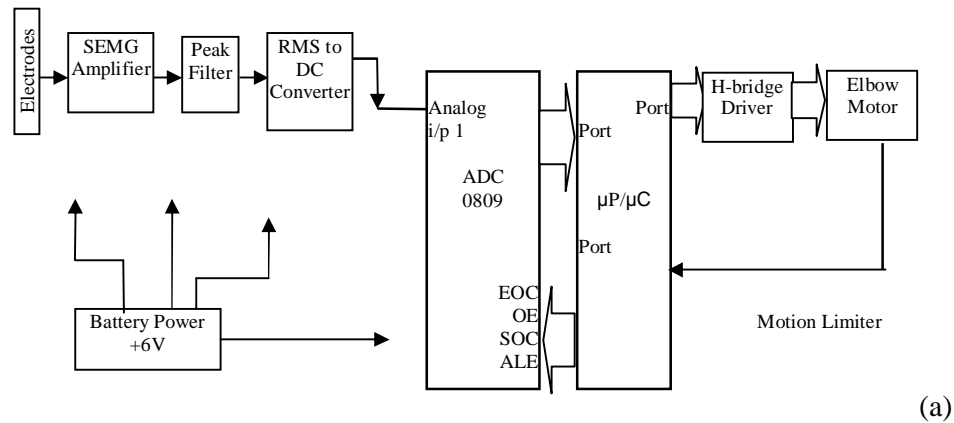 Electrodes
SEMG
Amplifier
Peak
Filter
RMS to
DC
Converter
Analog
i/p 1
ADC
0809
EOC
OE
SOC
ALE
Port
Port
µP/µC
Port
H-bridge
Driver
Elbow
Motor
Battery Power
+6V
Motion Limiter
(a)